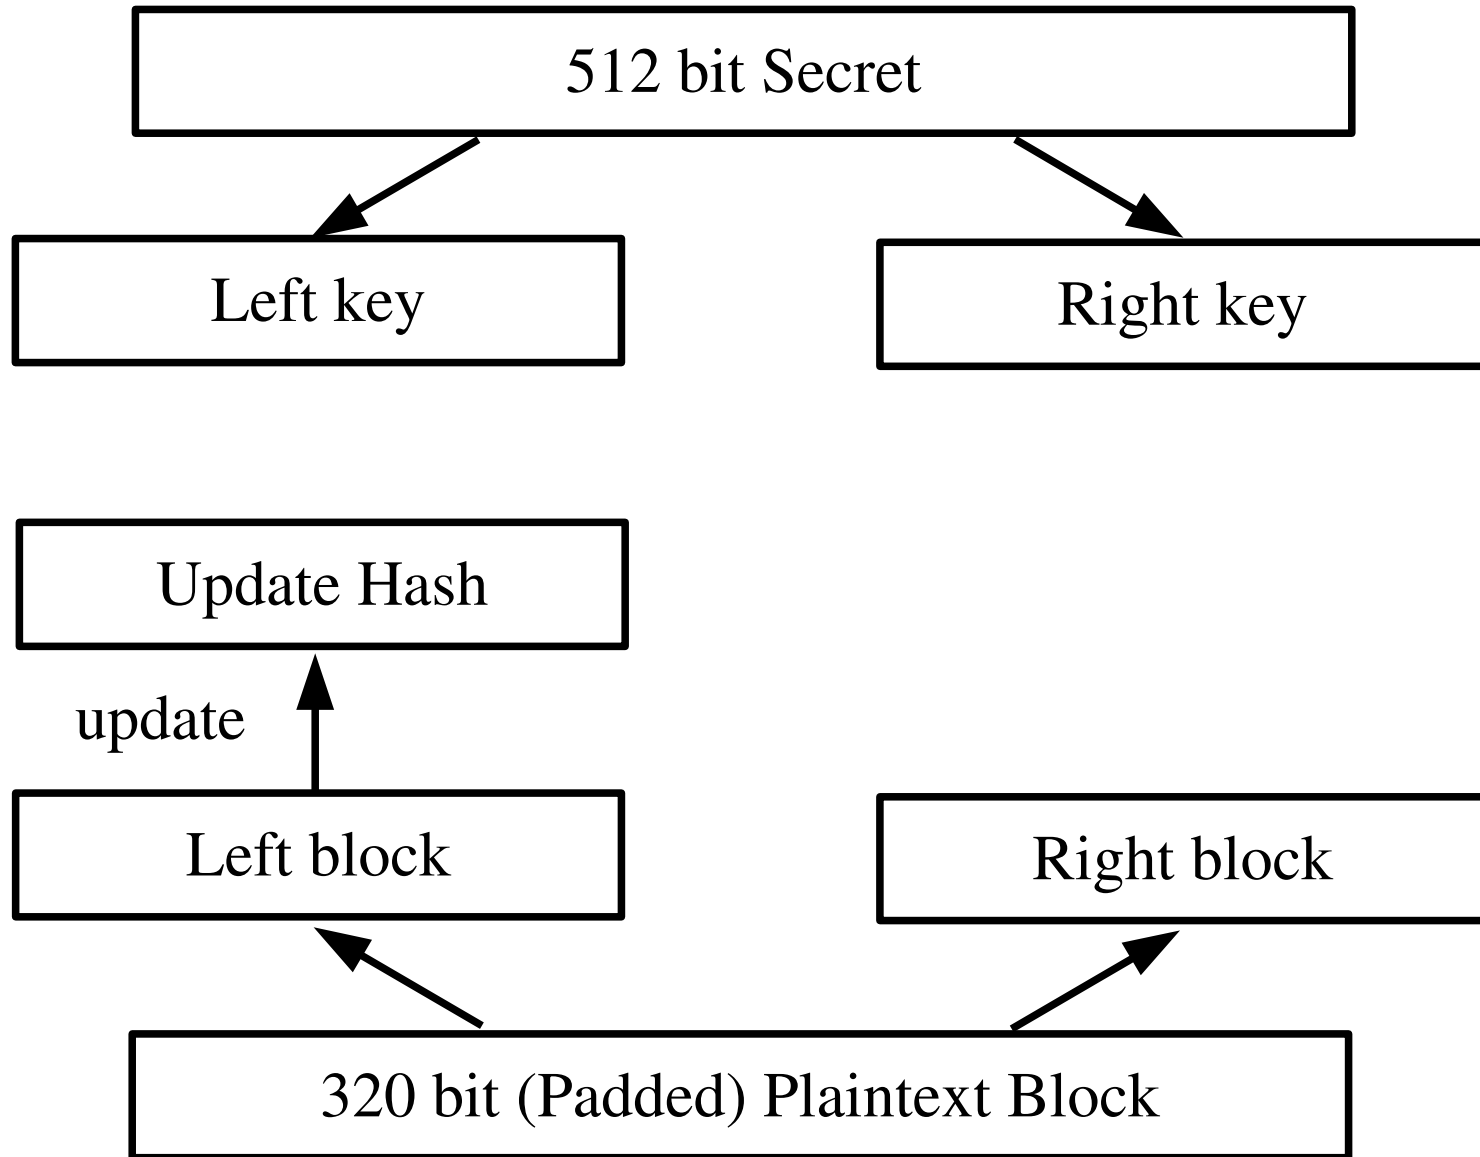 512 bit Secret
Left key
Right key
Update Hash
update
Left block
Right block
320 bit (Padded) Plaintext Block